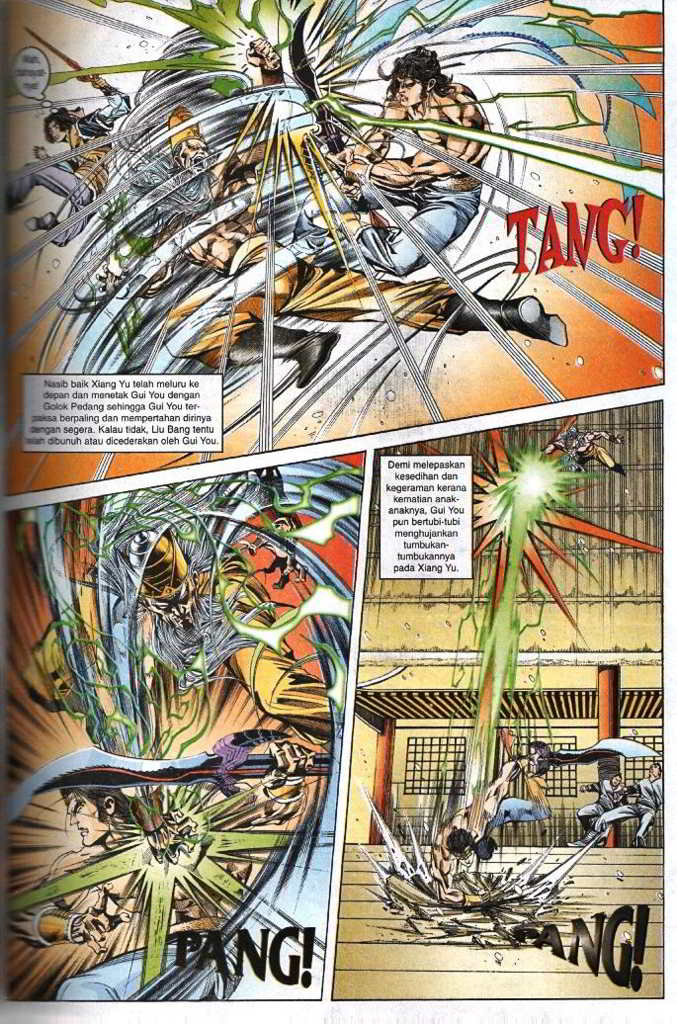 Wah, bahayanya!
TANG!
Nasib baik Xiang Yu telah meluru ke
depan dan menetak Gui You dengan
Golok Pedang sehingga Gui You ter-
paksa berpaling dan mempertahan dirinya
dengan segera. Kalau tidak, Liu Bang tentu
telah dibunuh atau dicederakan oleh Gui You.
PANG!
Demi melepaskan
kesedihan dan
kegeraman kerana
kematian anak-
anaknya, Gui You
pun bertubi-tubi
menghujankan
tumbukan-
tumbukannya
pada Xiang Yu.
PANG!